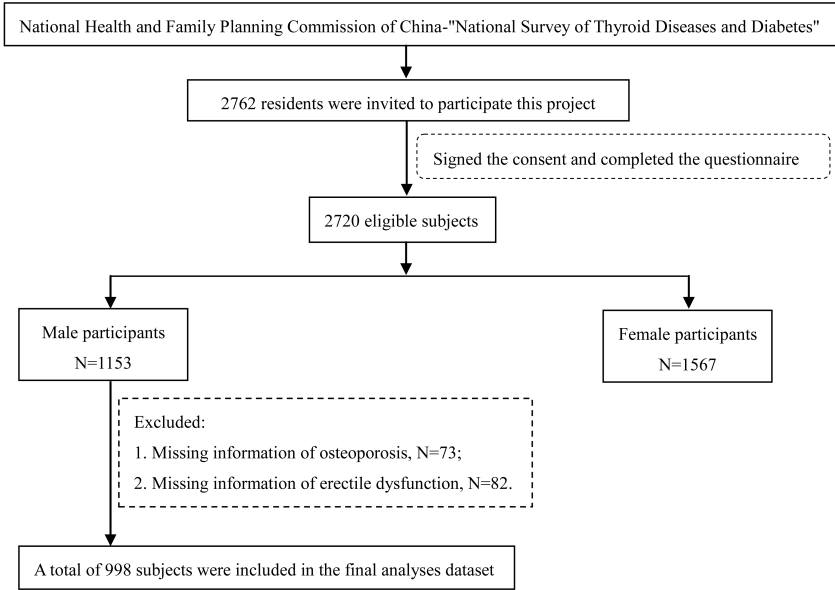 National Health and Family Planning Commission of China-"National Survey of Thyroid Diseases and Diabetes"
2762 residents were invited to participate this project
Signed the consent and completed the questionnaire
2720 eligible subjects
Male participants
N=1153
Female participants
N=1567
Excluded:
1. Missing information of osteoporosis, N=73;
2. Missing information of erectile dysfunction, N=82.
A total of 998 subjects were included in the final analyses dataset